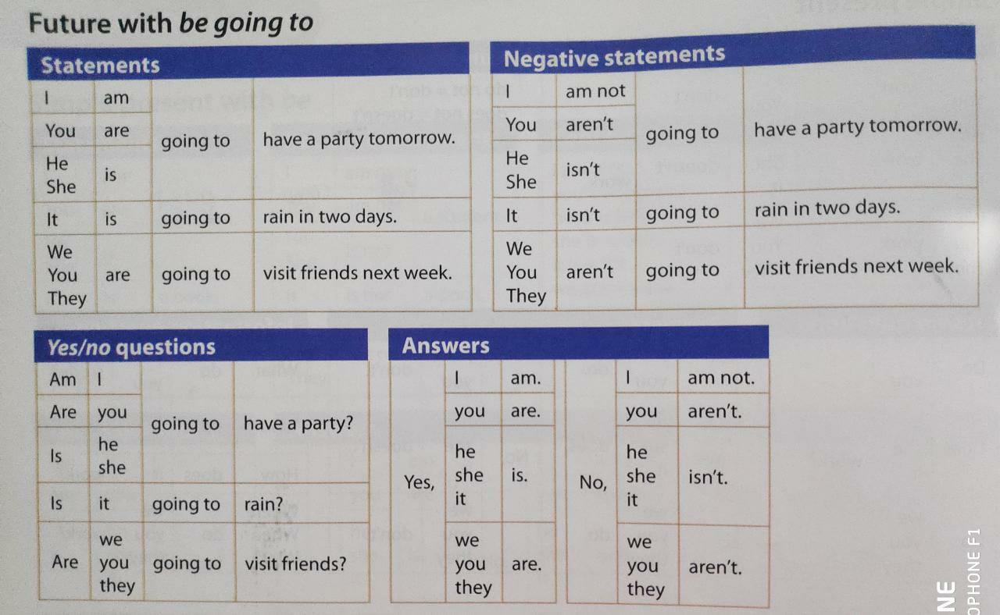 Future with be going to
Statements
I am
You are
going to have a party tomorrow.
He
She
is
It is going to rain in two days.
We
You are going to visit friends next week.
They
Negative statements
I am not
You aren't
going to have a party tomorrow.
He
She
isn't
It isn't going to rain in two days.
We
You aren't going to visit friends next week.
They
Yes/no questions
Am I
Are you
going to have a party?
Is
he
she
Is it going to rain?
we
Are you going to visit friends?
they
Answers
I am.
you are.
he
Yes, she is.
it
we
you are.
they
I am not.
you aren't.
he
No, she isn't.
it
we
you aren't.
they
NE
OPHONE F1